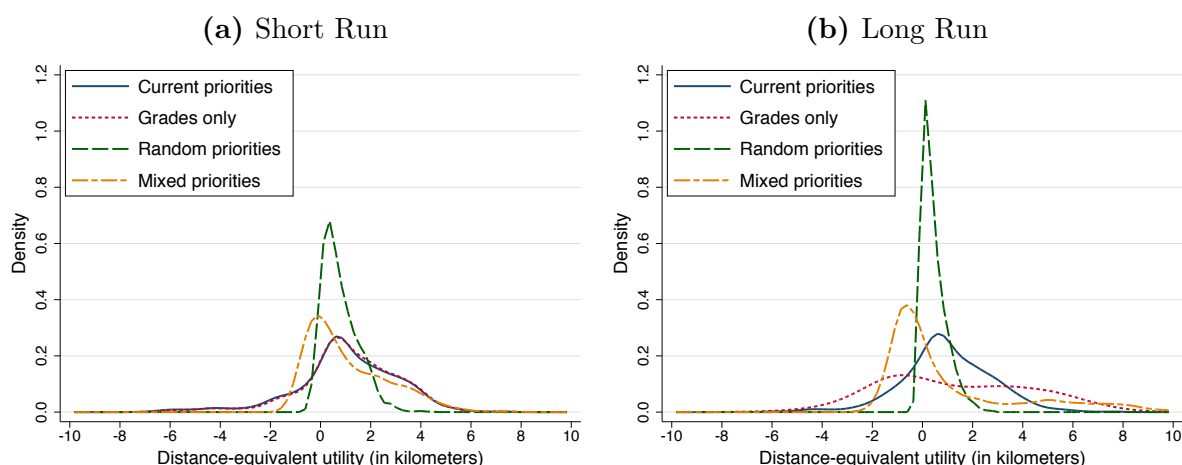 (a) Short Run
1.2
1.0
0.8
0.6
0.4
0.2
0.0
Density
Current priorities
Grades only
Random priorities
Mixed priorities
-10 -8 -6 -4 -2 0 2 4 6 8 10
Distance-equivalent utility (in kilometers)
(b) Long Run
1.2
1.0
0.8
0.6
0.4
0.2
0.0
Density
Current priorities
Grades only
Random priorities
Mixed priorities
-10 -8 -6 -4 -2 0 2 4 6 8 10
Distance-equivalent utility (in kilometers)